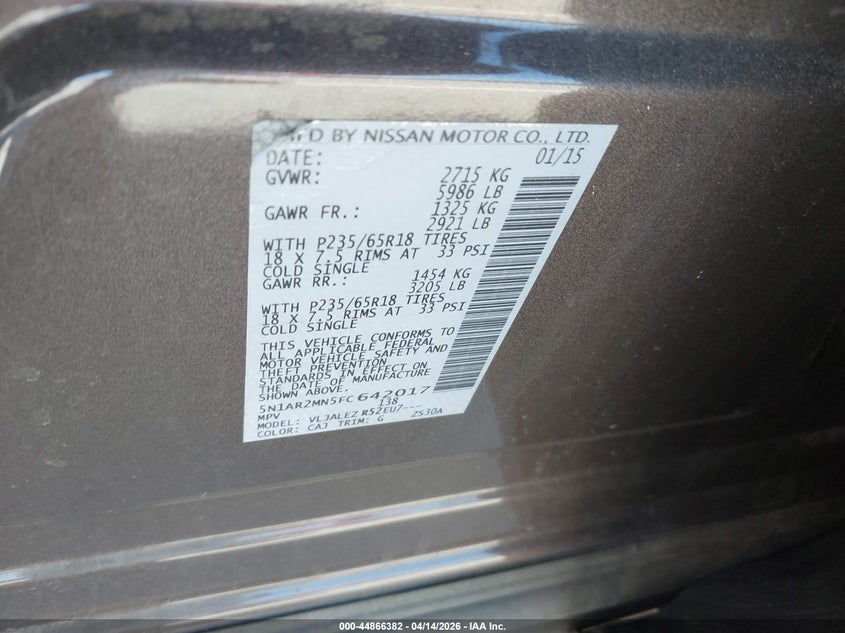 MFD BY NISSAN MOTOR CO., LTD.
DATE: 01/15
GVWR: 2715 KG
5986 LB
GAWR FR.: 1325 KG
2921 LB
WITH P235/65R18 TIRES
18 X 7.5 RIMS AT 33 PSI
COLD SINGLE
GAWR RR.: 1454 KG
3205 LB
WITH P235/65R18 TIRES
18 X 7.5 RIMS AT 33 PSI
COLD SINGLE
THIS VEHICLE CONFORMS TO
ALL APPLICABLE FEDERAL
MOTOR VEHICLE SAFETY AND
THEFT PREVENTION
STANDARDS IN EFFECT ON
THE DATE OF MANUFACTURE
SHOWN ABOVE.
5N1AR2MN5FC642017
MPV 138
MODEL: VLJALEZ R52EU7--- ZS30A
COLOR: CAJ TRIM: G
000-44866382 | 04/14/2026 | IAA Inc.